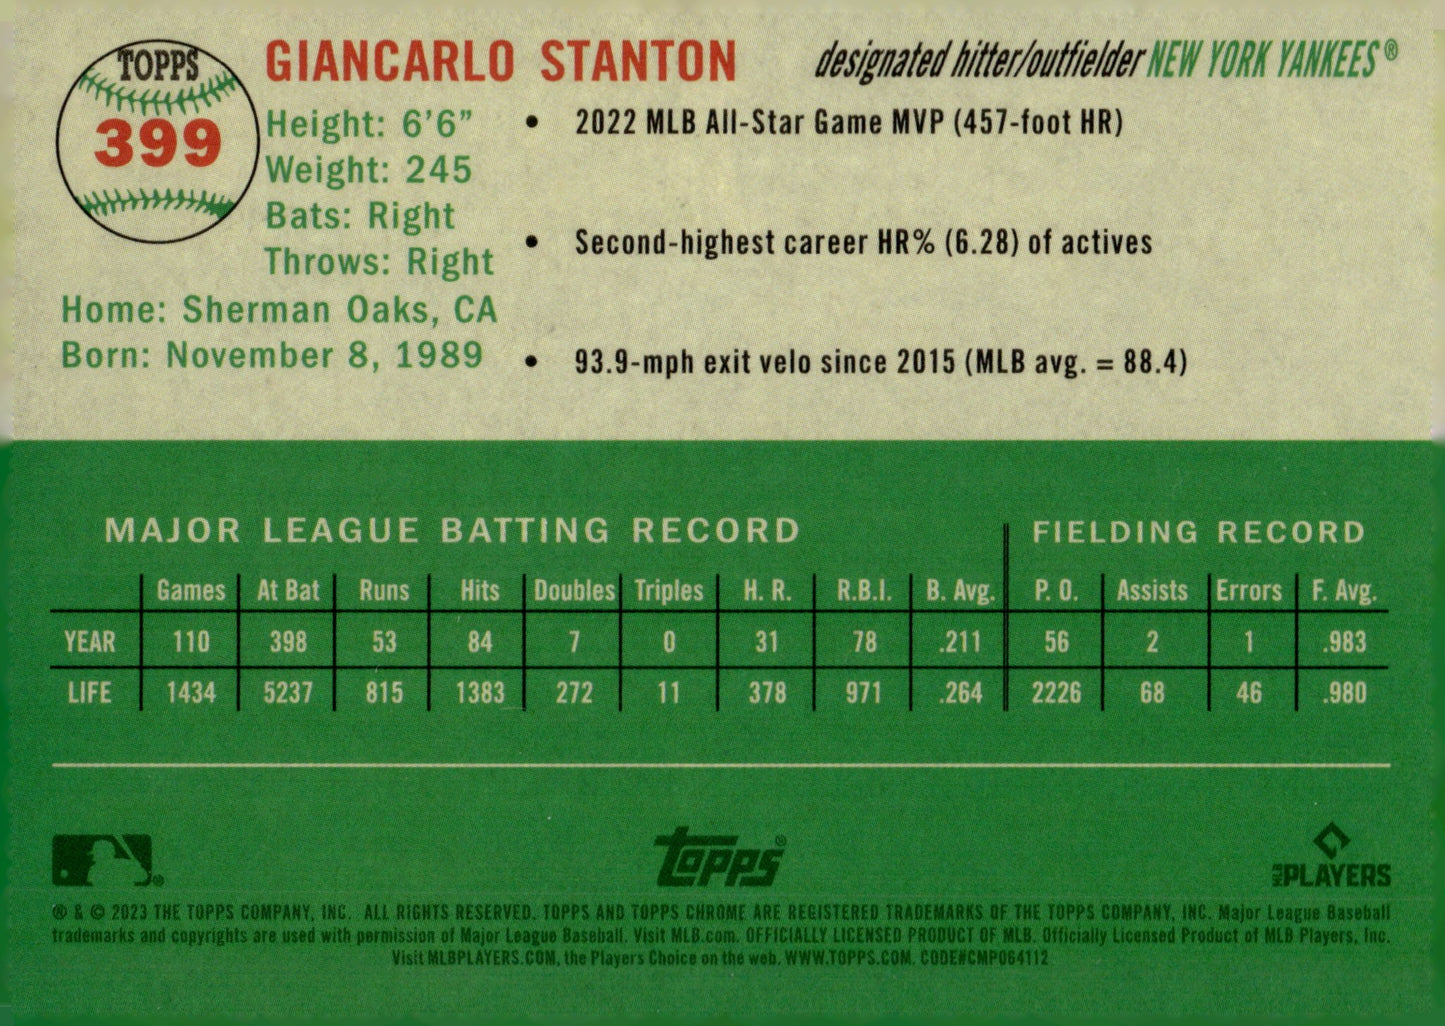 TOPPS
399
GIANCARLO STANTON
designated hitter/outfielder NEW YORK YANKEES®
Height: 6'6"
Weight: 245
Bats: Right
Throws: Right
Home: Sherman Oaks, CA
Born: November 8, 1989
• 2022 MLB All-Star Game MVP (457-foot HR)
• Second-highest career HR% (6.28) of actives
• 93.9-mph exit velo since 2015 (MLB avg. = 88.4)
MAJOR LEAGUE BATTING RECORD FIELDING RECORD
Games At Bat Runs Hits Doubles Triples H. R. R.B.I. B. Avg. P. O. Assists Errors F. Avg.
YEAR 110 398 53 84 7 0 31 78 .211 56 2 1 .983
LIFE 1434 5237 815 1383 272 11 378 971 .264 2226 68 46 .980
®
Topps®
MLB PLAYERS
® & © 2023 THE TOPPS COMPANY, INC. ALL RIGHTS RESERVED. TOPPS AND TOPPS CHROME ARE REGISTERED TRADEMARKS OF THE TOPPS COMPANY, INC. Major League Baseball
trademarks and copyrights are used with permission of Major League Baseball. Visit MLB.com. OFFICIALLY LICENSED PRODUCT OF MLB. Officially Licensed Product of MLB Players, Inc.
Visit MLBPLAYERS.COM, the Players Choice on the web. WWW.TOPPS.COM. CODE#CMP064112